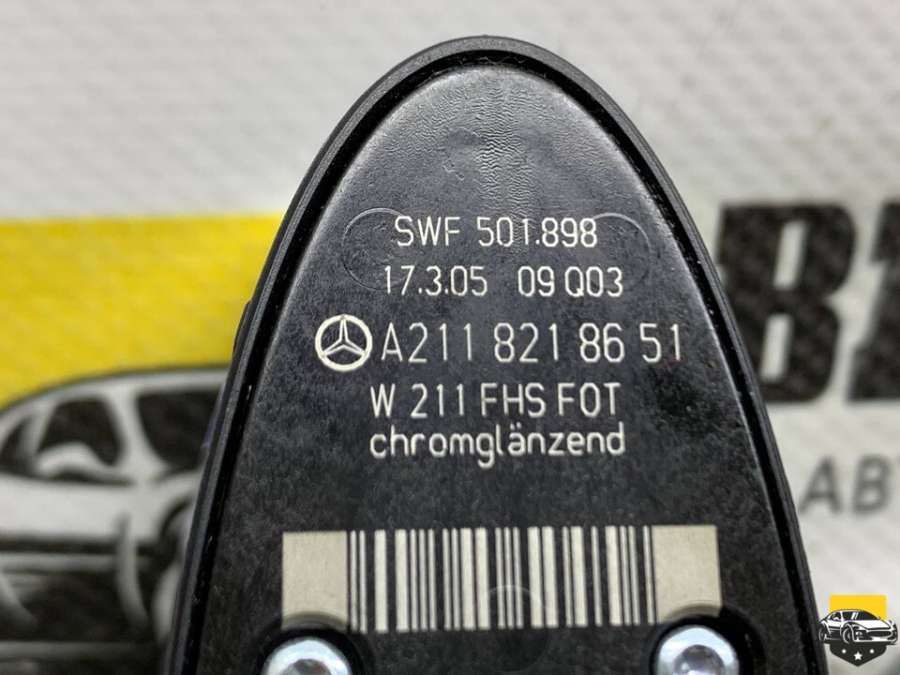 SWF 501.898
17.3.05 09 Q03
A211 821 86 51
W 211 FHS FOT
chromglänzend